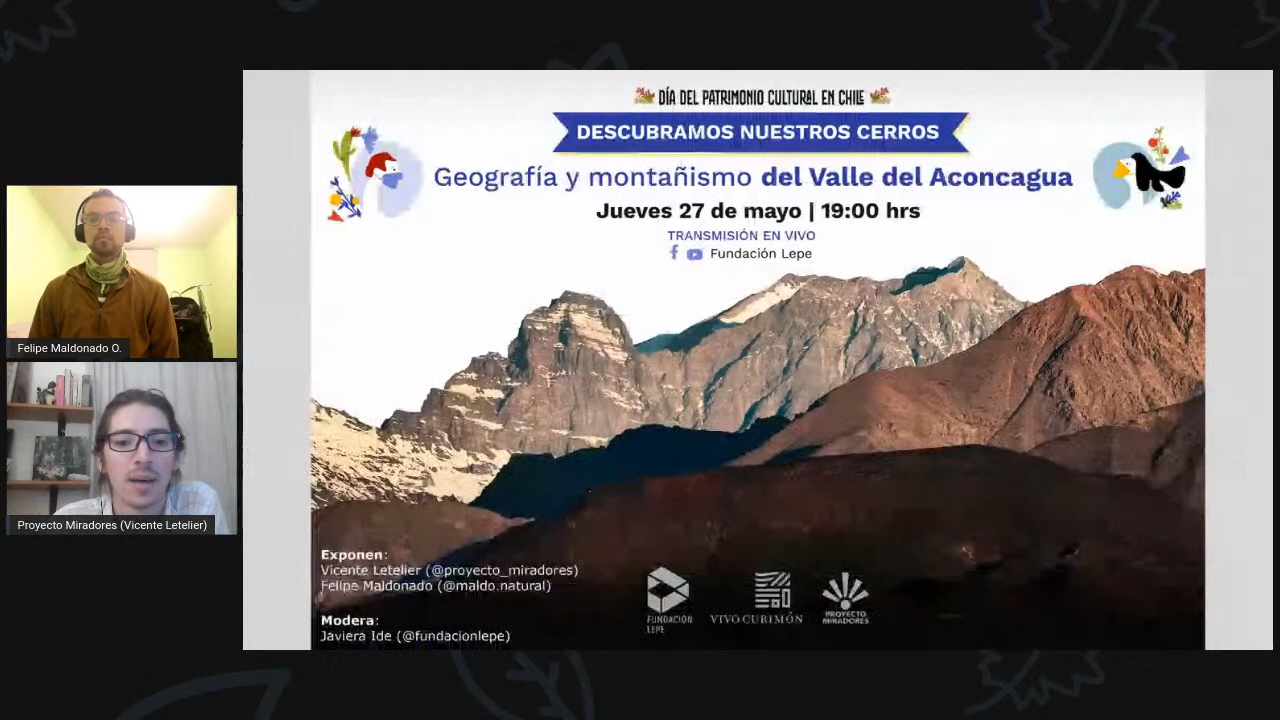 DÍA DEL PATRIMONIO CULTURAL EN CHILE
DESCUBRAMOS NUESTROS CERROS
Geografía y montañismo del Valle del Aconcagua
Jueves 27 de mayo | 19:00 hrs
TRANSMISIÓN EN VIVO
Fundación Lepe
Felipe Maldonado O.
Proyecto Miradores (Vicente Letelier)
Exponen:
Vicente Letelier (@proyecto_miradores)
Felipe Maldonado (@maldo.natural)
Modera:
Javiera Ide (@fundacionlepe)
FUNDACIÓN
LEPE
VIVO CURIMÓN
PROYECTO
MIRADORES